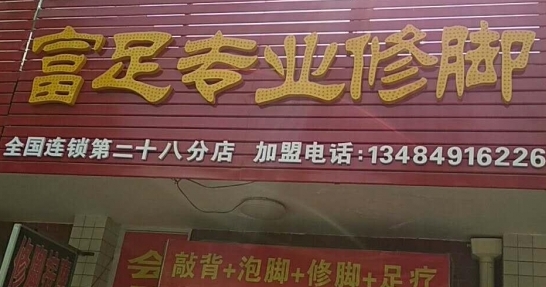 富足专业修脚
全国连锁第二十八分店 加盟电话:13484916226
会
敲背+泡脚+修脚+足疗